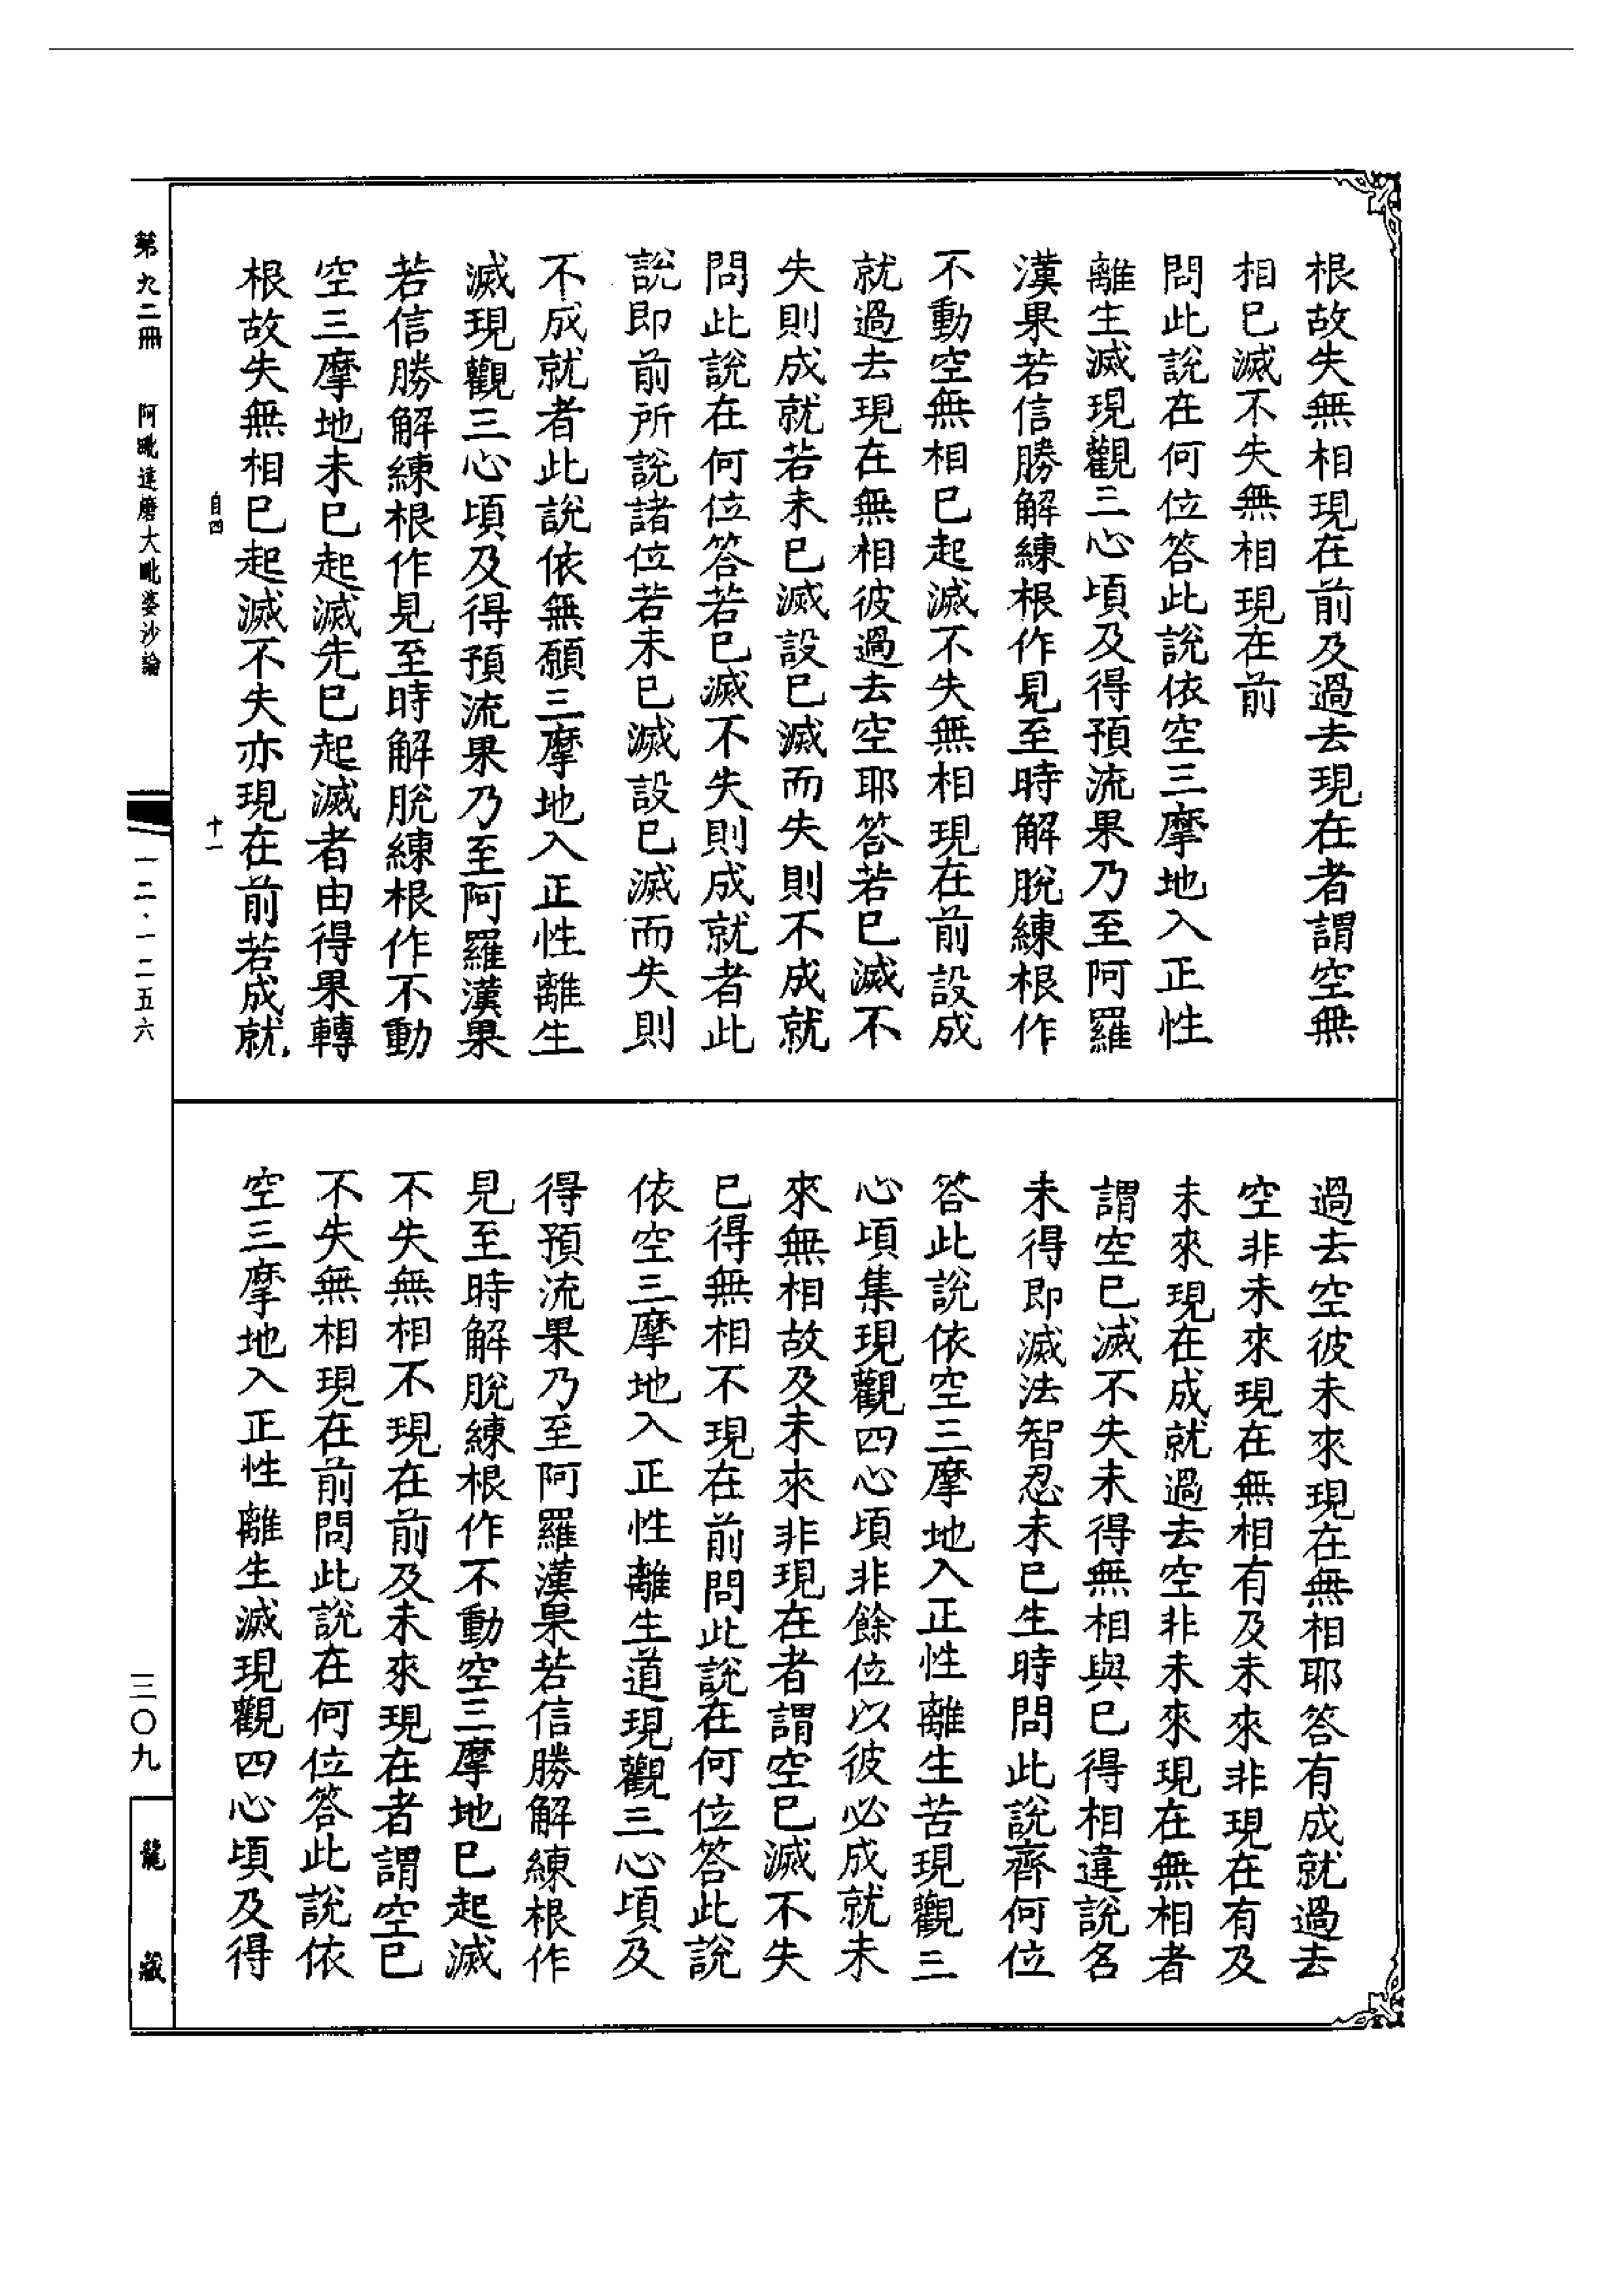 根故失無相現在前及過去現在者謂空無
相已滅不失無相現在前
問此說在何位答此說依空三摩地入正性
離生滅現觀三心頃及得預流果乃至阿羅
漢果若信勝解練根作見至時解脫練根作
不動空無相已起滅不失無相現在前設成
就過去現在無相彼過去空耶答若已滅不
失則成就若未已滅設已滅而失則不成就
問此說在何位答若已滅不失則成就者此
說即前所說諸位若未已滅設已滅而失則
不成就者此說依無願三摩地入正性離生
滅現觀三心頃及得預流果乃至阿羅漢果
若信勝解練根作見至時解脫練根作不動
空三摩地未已起滅先已起滅者由得果轉
根故失無相已起滅不失亦現在前若成就
過去空彼未來現在無相耶答有成就過去
空非未來現在無相有及未來非現在有及
未來現在成就過去空非未來現在無相者
謂空已滅不失未得無相與已得相違說名
未得即滅法智忍未已生時問此說齊何位
答此說依空三摩地入正性離生苦現觀三
心頃集現觀四心頃非餘位以彼必成就未
來無相故及未來非現在者謂空已滅不失
已得無相不現在前問此說在何位答此說
依空三摩地入正性離生道現觀三心頃及
得預流果乃至阿羅漢果若信勝解練根作
見至時解脫練根作不動空三摩地已起滅
不失無相不現在前及未來現在者謂空已
不失無相現在前問此說在何位答此說依
空三摩地入正性離生滅現觀四心頃及得
第九二冊 阿毗達磨大毗婆沙論
自四 十一
一二·一二五六
三〇九
龍藏